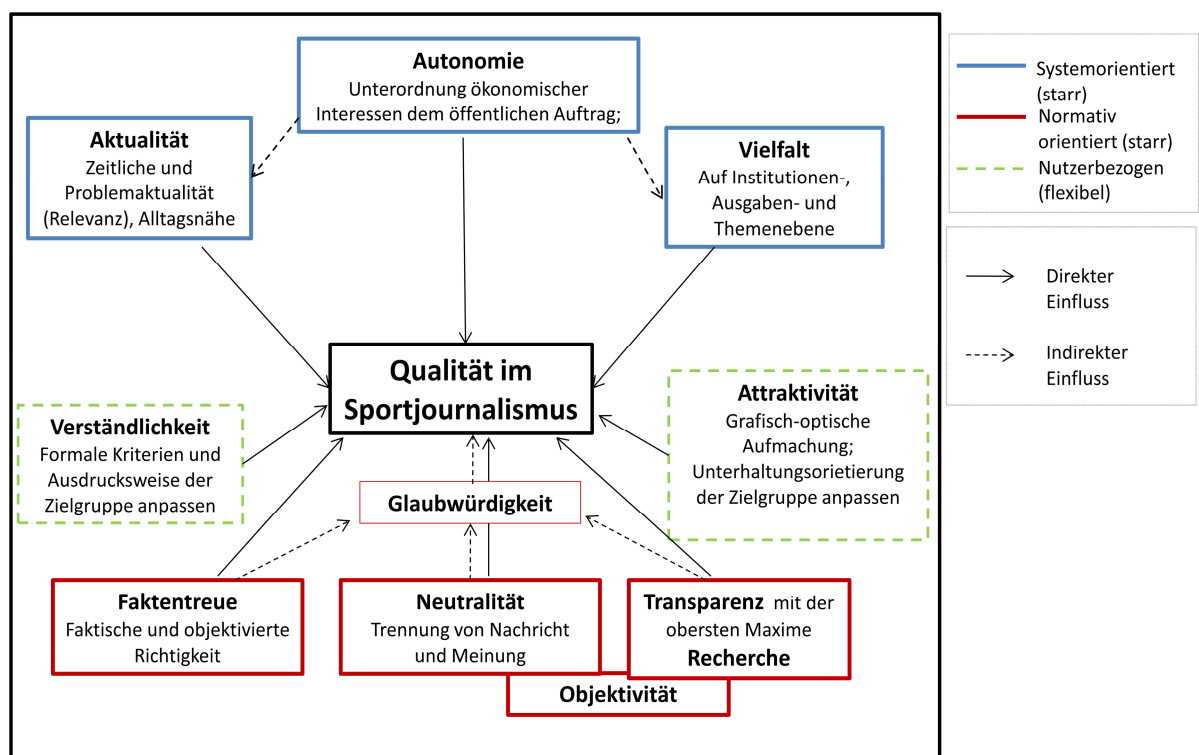 Autonomie
Unterordnung ökonomischer
Interessen dem öffentlichen Auftrag;
Aktualität
Zeitliche und
Problemaktualität
(Relevanz), Alltagsnähe
Vielfalt
Auf Institutionen-,
Ausgaben- und
Themenebene
Qualität im
Sportjournalismus
Verständlichkeit
Formale Kriterien und
Ausdrucksweise der
Zielgruppe anpassen
Attraktivität
Grafisch-optische
Aufmachung;
Unterhaltungsorietierung
der Zielgruppe anpassen
Glaubwürdigkeit
Faktentreue
Faktische und objektivierte
Richtigkeit
Neutralität
Trennung von Nachricht
und Meinung
Transparenz mit der
obersten Maxime
Recherche
Objektivität
Systemorientiert
(starr)
Normativ
orientiert (starr)
Nutzerbezogen
(flexibel)
Direkter
Einfluss
Indirekter
Einfluss